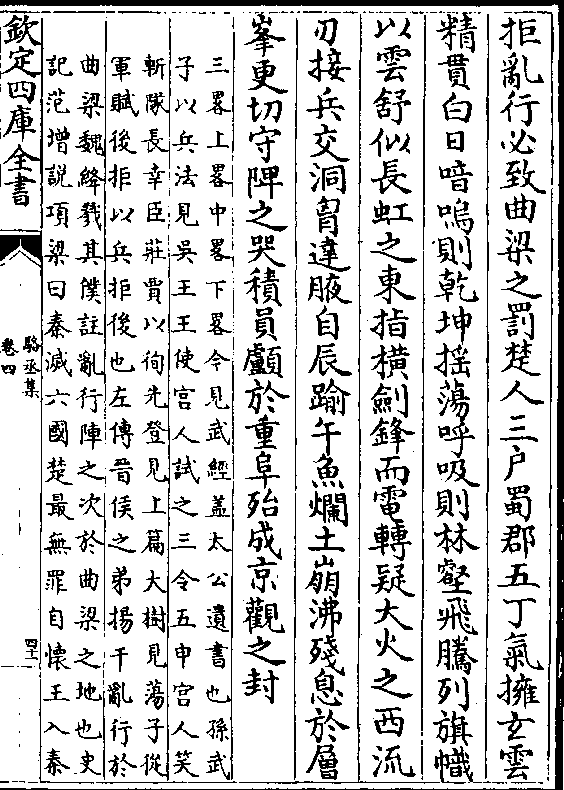 拒亂行必致曲梁之罰楚人三户蜀郡五丁氣擁玄雲
精貫白日喑嗚則乾坤揺蕩呼吸則林壑飛騰列旗幟
以雲舒似長虹之東指橫劍鋒而電轉疑大火之西流
刃接兵交洞胷達腋自辰踰午魚爛土崩沸殘息於層
峯更切守陴之哭積員顱於重阜殆成京觀之封
三畧上畧中畧下畧今見武經盖太公遺書也孫武
子以兵法見吳王王使宫人試之三令五申宫人笑
斬隊長幸臣莊賈以徇先登見上篇大樹見蕩子從
軍賦後拒以兵拒後也左傳晋侯之弟揚干亂行於
曲梁魏絳戮其僕註亂行陣之次於曲梁之地也史
記范增説項梁曰秦滅六國楚最無罪自懷王入秦
欽定四庫全書
駱丞集
卷四
四十二